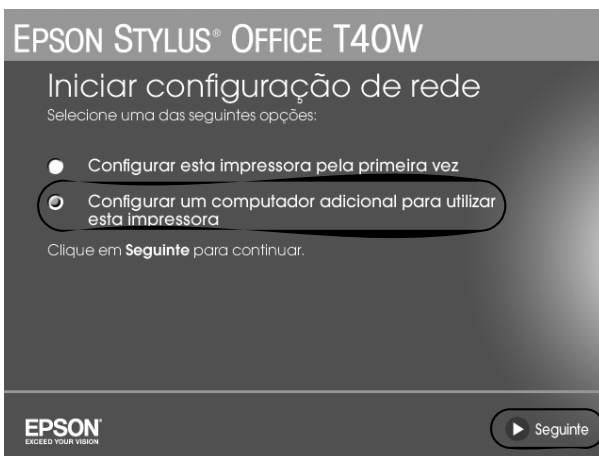 EPSON STYLUS® OFFICE T40W
Iniciar configuração de rede
Selecione uma das seguintes opções:
Configurar esta impressora pela primeira vez
Configurar um computador adicional para utilizar
esta impressora
Clique em Seguinte para continuar.
EPSON®
EXCEED YOUR VISION
Seguinte